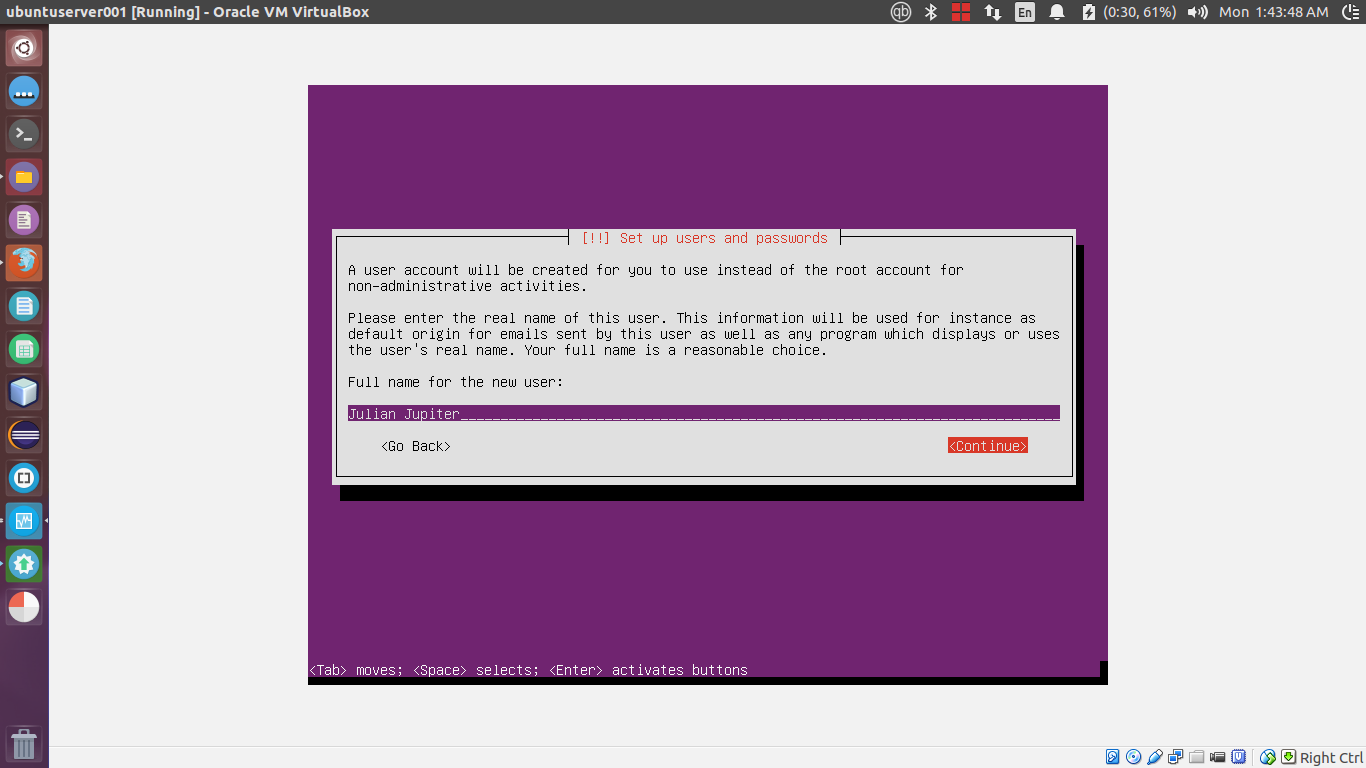 ubuntuserver001 [Running] - Oracle VM VirtualBox
qb En (0:30, 61%) Mon 1:43:48 AM
[!!] Set up users and passwords
A user account will be created for you to use instead of the root account for
non-administrative activities.
Please enter the real name of this user. This information will be used for instance as
default origin for emails sent by this user as well as any program which displays or uses
the user's real name. Your full name is a reasonable choice.
Full name for the new user:
Julian Jupiter
<Go Back> <Continue>
<Tab> moves; <Space> selects; <Enter> activates buttons
Right Ctrl